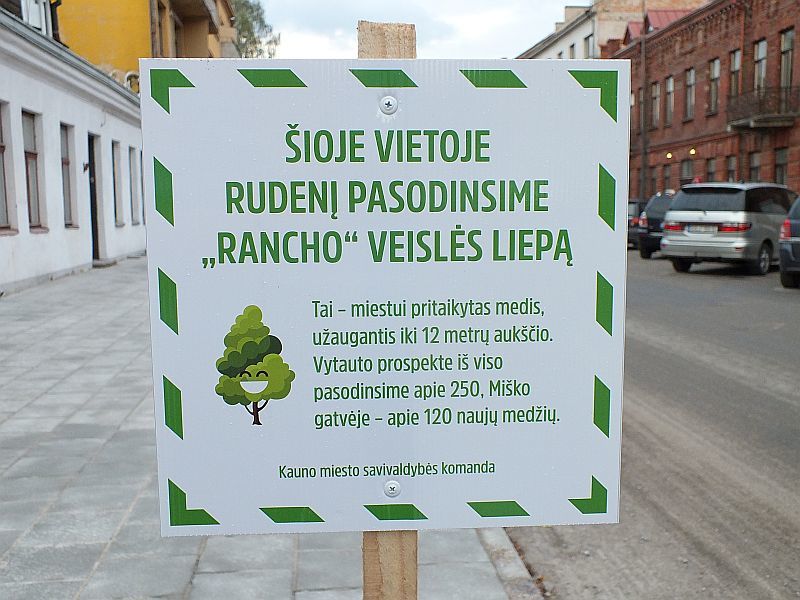 ŠIOJE VIETOJE
RUDENĮ PASODINSIME
„RANCHO“ VEISLĖS LIEPĄ
Tai – miestui pritaikytas medis,
užaugantis iki 12 metrų aukščio.
Vytauto prospekte iš viso
pasodinsime apie 250, Miško
gatvėje – apie 120 naujų medžių.
Kauno miesto savivaldybės komanda